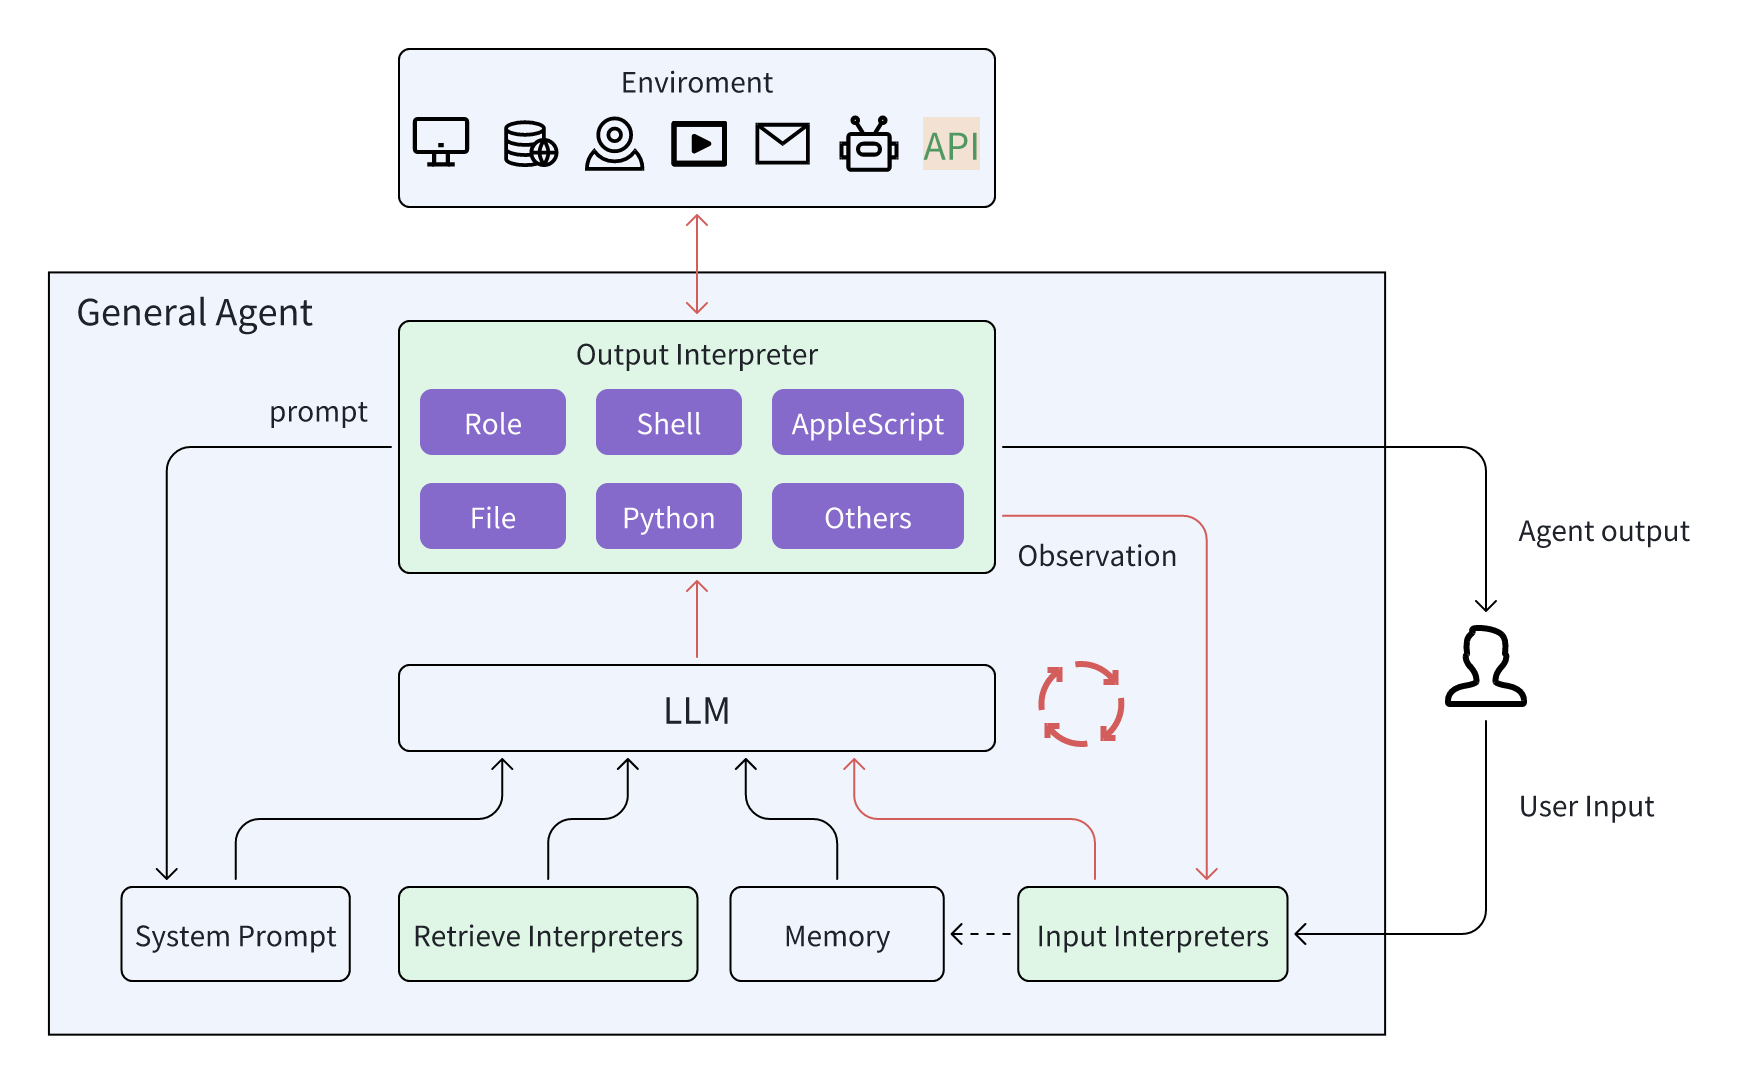 Enviroment
API
General Agent
Output Interpreter
prompt
Role
Shell
AppleScript
File
Python
Others
Agent output
Observation
LLM
User Input
System Prompt
Retrieve Interpreters
Memory
Input Interpreters